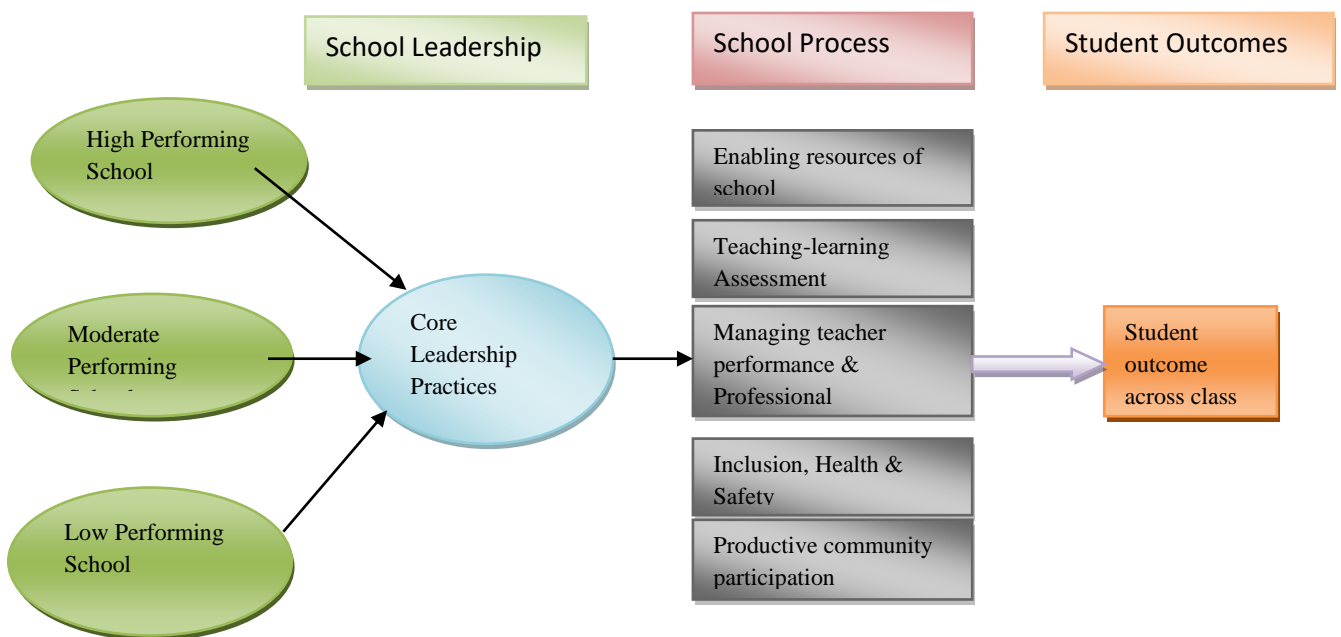 School Leadership
School Process
Student Outcomes
High Performing
School
Moderate
Performing
Low Performing
School
Core
Leadership
Practices
Enabling resources of
school
Teaching-learning
Assessment
Managing teacher
performance &
Professional
Inclusion, Health &
Safety
Productive community
participation
Student
outcome
across class